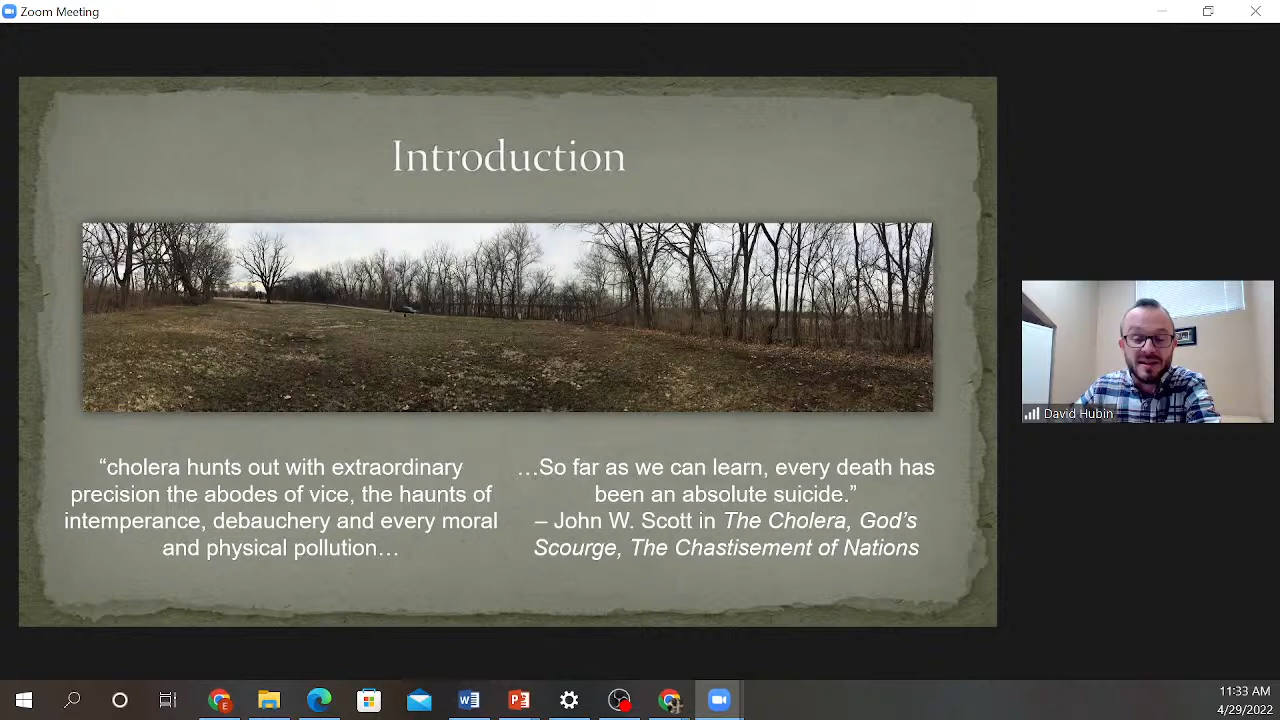 Zoom Meeting
Introduction
“cholera hunts out with extraordinary
precision the abodes of vice, the haunts of
intemperance, debauchery and every moral
and physical pollution…
…So far as we can learn, every death has
been an absolute suicide.”
– John W. Scott in The Cholera, God’s
Scourge, The Chastisement of Nations
David Hubin
11:33 AM
4/29/2022